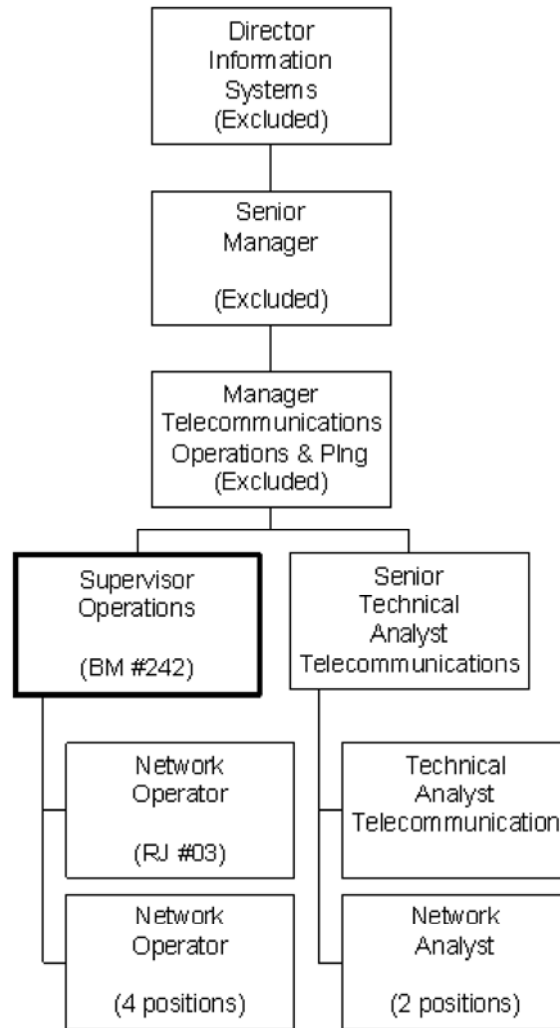 Director
Information
Systems
(Excluded)
Senior
Manager
(Excluded)
Manager
Telecommunications
Operations & Plng
(Excluded)
Supervisor
Operations
(BM #242)
Senior
Technical
Analyst
Telecommunications
Network
Operator
(RJ #03)
Technical
Analyst
Telecommunication
Network
Operator
(4 positions)
Network
Analyst
(2 positions)